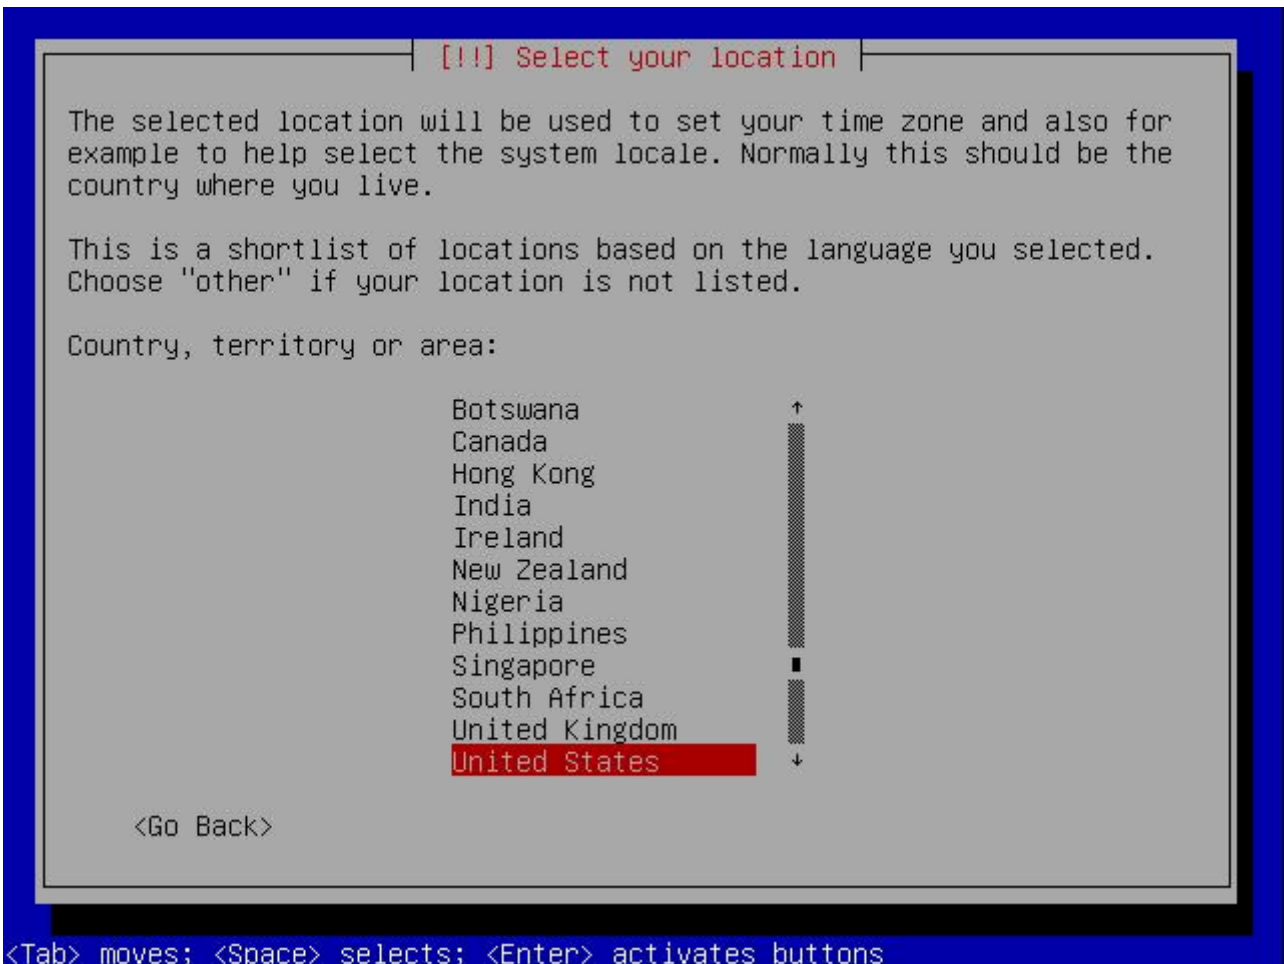 [!!] Select your location
The selected location will be used to set your time zone and also for
example to help select the system locale. Normally this should be the
country where you live.
This is a shortlist of locations based on the language you selected.
Choose "other" if your location is not listed.
Country, territory or area:
Botswana
Canada
Hong Kong
India
Ireland
New Zealand
Nigeria
Philippines
Singapore
South Africa
United Kingdom
United States
<Go Back>
<Tab> moves; <Space> selects; <Enter> activates buttons